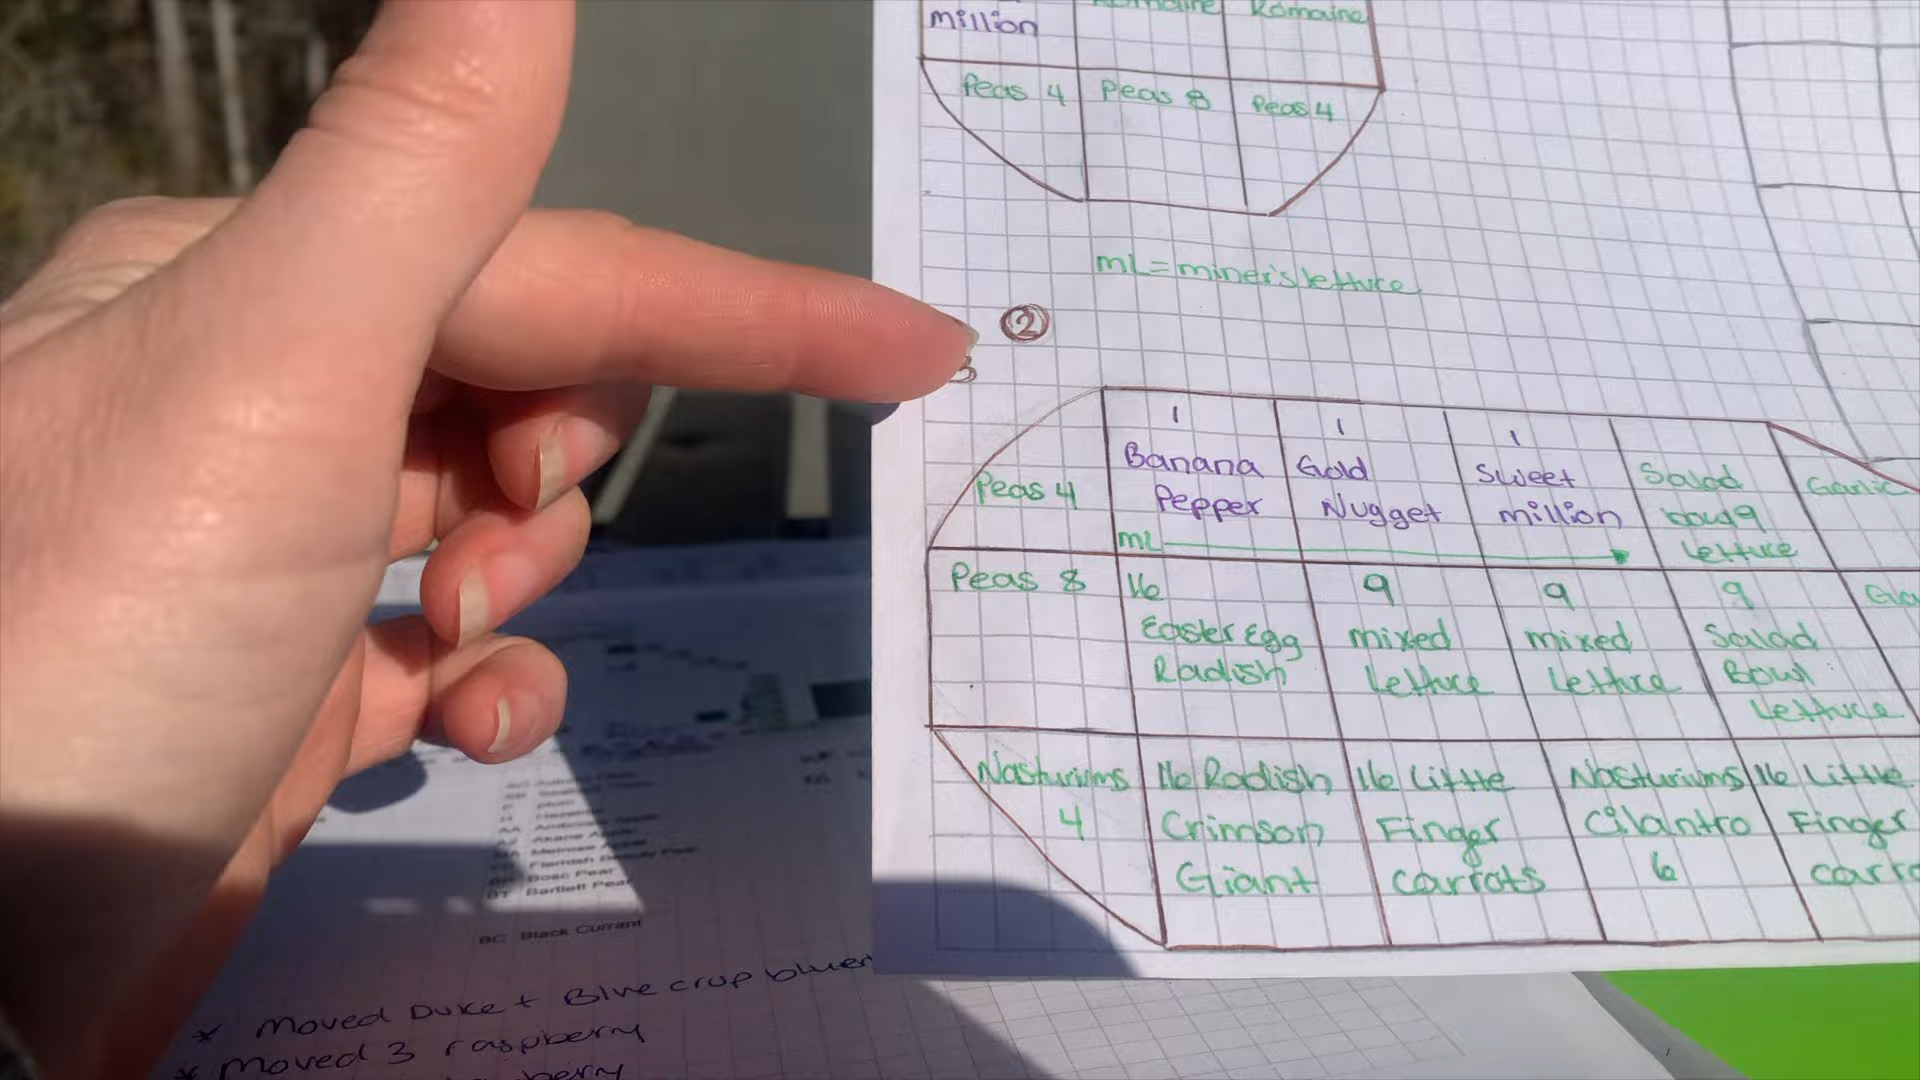 million
Romaine
Romaine
Peas 4
Peas 8
Peas 4
ml = miner's lettuce
2
3
Peas 4
1
Banana
Pepper
1
Gold
Nugget
1
Sweet
million
Salad
bowl 9
lettuce
Garlic
ml
Peas 8
16
Easter Egg
Radish
9
mixed
Lettuce
9
mixed
Lettuce
9
Salad
Bowl
Lettuce
Nasturiums
4
16 Radish
Crimson
Giant
16 Little
Finger
carrots
Nasturiums
Cilantro
6
16 Little
Finger
BC Black Currant
* Moved Duke + Blue crop
* Moved 3 raspberry